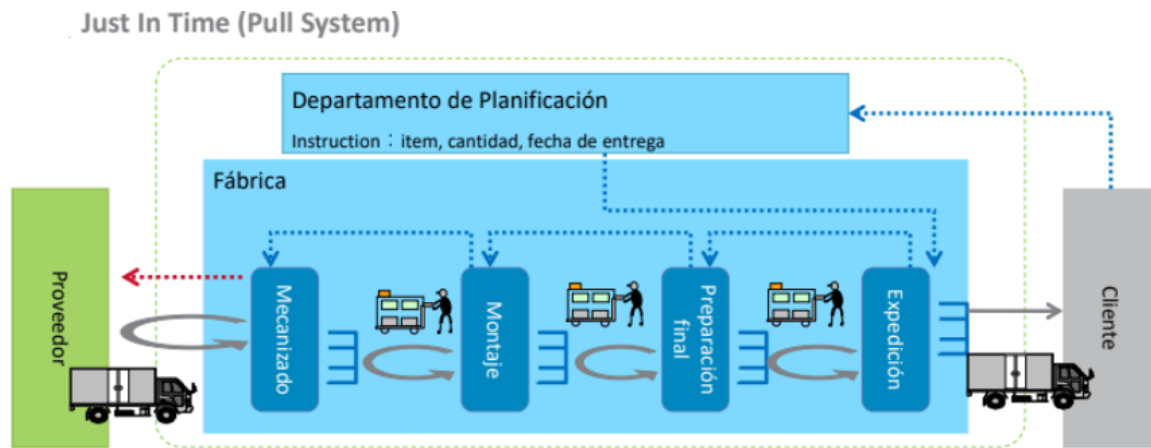 Just In Time (Pull System)
Departamento de Planificación
Instruction : item, cantidad, fecha de entrega
Fábrica
Proveedor
Mecanizado
Montaje
Preparación
final
Expedición
Cliente